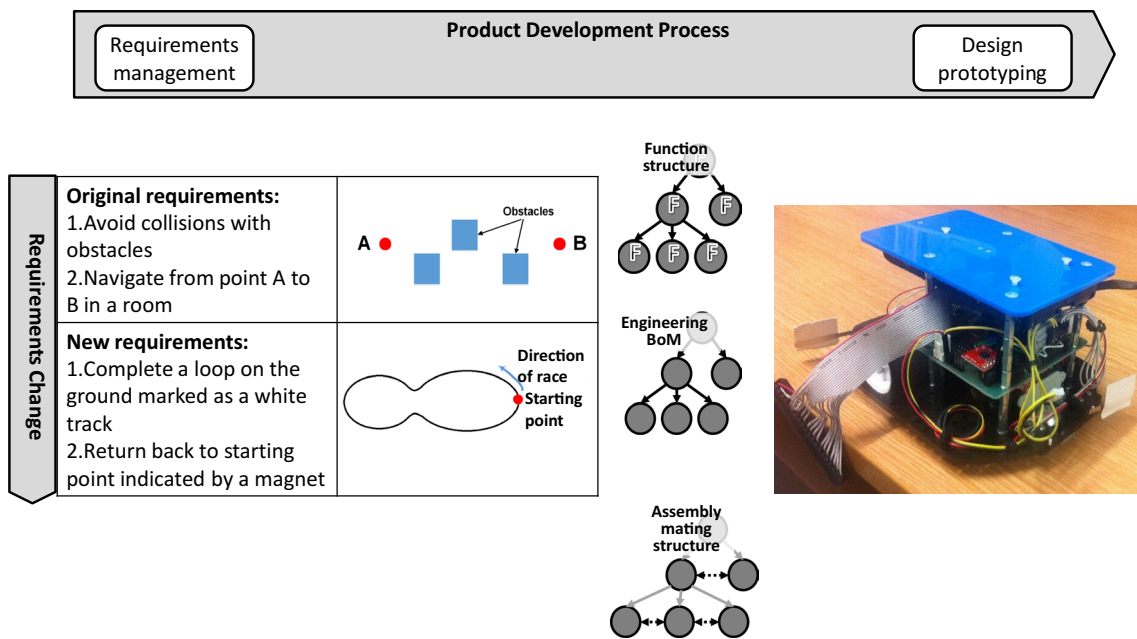 Product Development Process
Requirements
management
Design
prototyping
Requirements Change
Original requirements:
1.Avoid collisions with
obstacles
2.Navigate from point A to
B in a room
Obstacles
A
B
New requirements:
1.Complete a loop on the
ground marked as a white
track
2.Return back to starting
point indicated by a magnet
Direction
of race
Starting
point
Function
structure
F
F
F
F
F
F
Engineering
BoM
Assembly
mating
structure